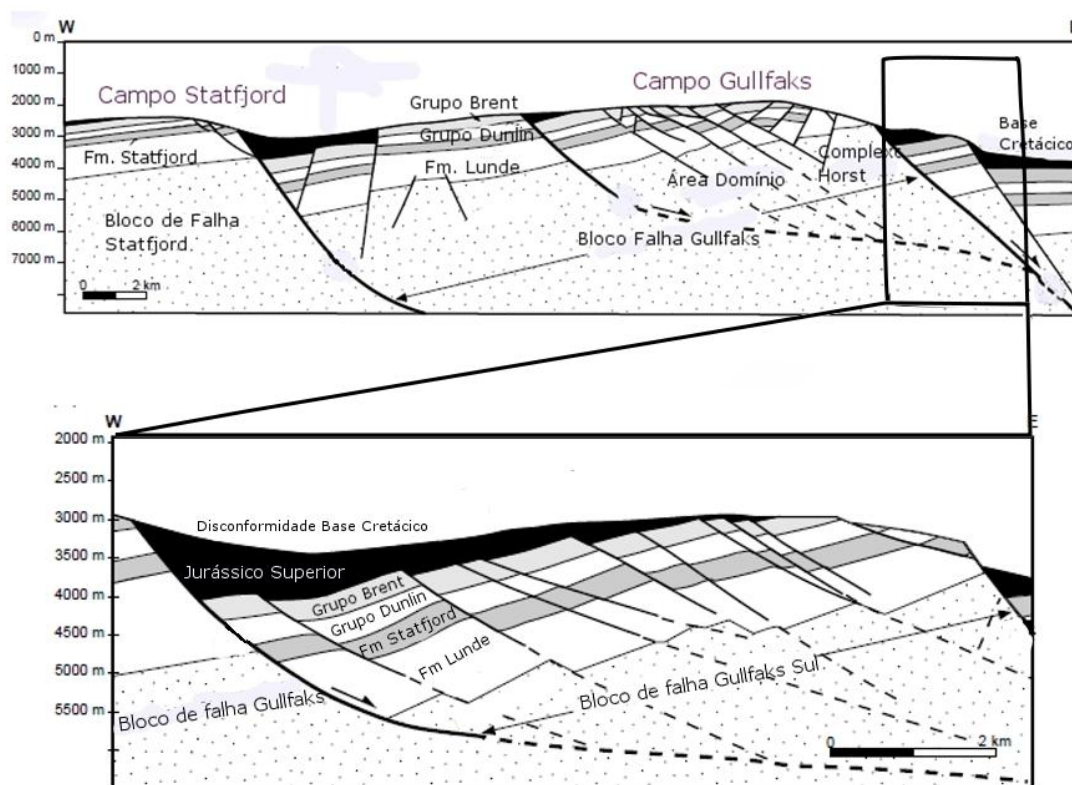 W
0 m
1000 m
2000 m
3000 m
4000 m
5000 m
6000 m
7000 m
Campo Statfjord
Campo Gullfaks
Grupo Brent
Grupo Dunlin
Fm. Statfjord
Fm. Lunde
Base
Cretácico
Complexo
Horst
Área Domínio
Bloco de Falha
Statfjord.
Bloco Falha Gullfaks
0 2 km
W
E
2000 m
2500 m
3000 m
3500 m
4000 m
4500 m
5000 m
5500 m
Disconformidade Base Cretácico
Jurássico Superior
Grupo Brent
Grupo Dunlin
Fm Statfjord
Fm Lunde
Bloco de falha Gullfaks
Bloco de falha Gullfaks Sul
0 2 km